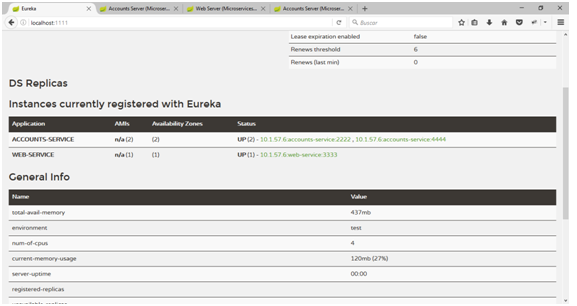 Eureka
Accounts Server (Microser...
Web Server (Microservices...
Accounts Server (Microser...
localhost:1111
Buscar
Lease expiration enabled false
Renews threshold 6
Renews (last min) 0
DS Replicas
Instances currently registered with Eureka
Application AMIs Availability Zones Status
ACCOUNTS-SERVICE n/a (2) (2) UP (2) - 10.1.57.6:accounts-service:2222 , 10.1.57.6:accounts-service:4444
WEB-SERVICE n/a (1) (1) UP (1) - 10.1.57.6:web-service:3333
General Info
Name Value
total-avail-memory 437mb
environment test
num-of-cpus 4
current-memory-usage 120mb (27%)
server-uptime 00:00
registered-replicas